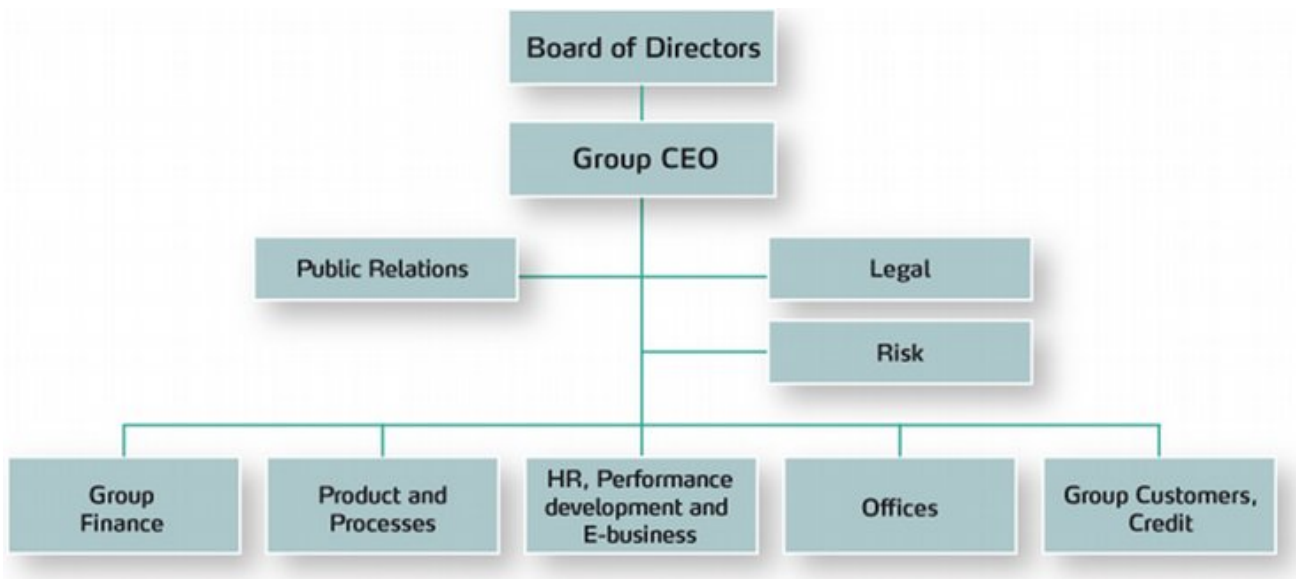 Board of Directors
Group CEO
Public Relations
Legal
Risk
Group
Finance
Product and
Processes
HR, Performance
development and
E-business
Offices
Group Customers,
Credit